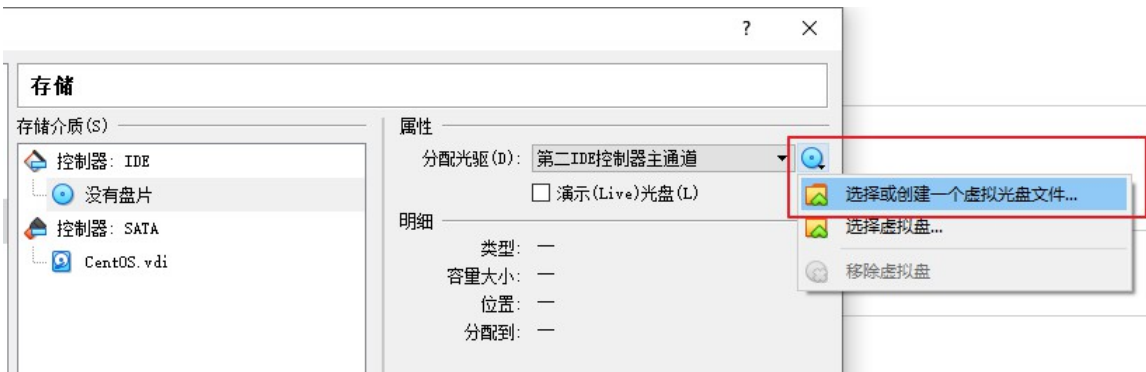 ?
存储
存储介质(S)
控制器: IDE
没有盘片
控制器: SATA
CentOS.vdi
属性
分配光驱(D): 第二IDE控制器主通道
演示(Live)光盘(L)
明细
类型: —
容量大小: —
位置: —
分配到: —
选择或创建一个虚拟光盘文件...
选择虚拟盘...
移除虚拟盘